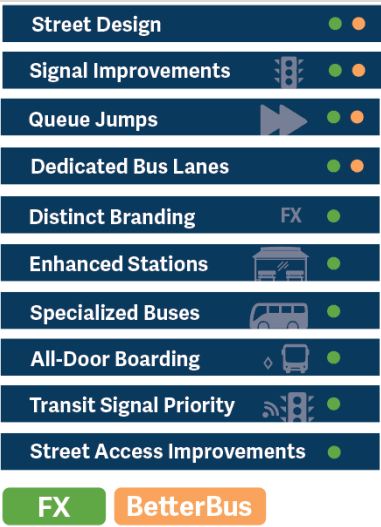 Street Design
Signal Improvements
Queue Jumps
Dedicated Bus Lanes
Distinct Branding FX
Enhanced Stations
Specialized Buses
All-Door Boarding
Transit Signal Priority
Street Access Improvements
FX BetterBus